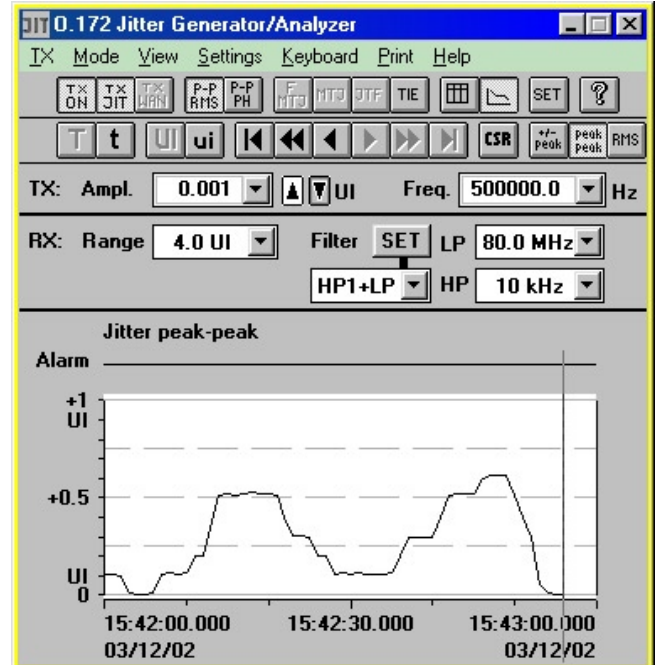 JIT O.172 Jitter Generator/Analyzer
TX Mode View Settings Keyboard Print Help
TX ON TX JIT TX WAN P-P RMS P-P PH F MTJ MTJ JTF TIE SET ?
T t UI ui CSR +/- peak peak peak RMS
TX: Ampl. 0.001 UI Freq. 500000.0 Hz
RX: Range 4.0 UI Filter SET LP 80.0 MHz
HP1+LP HP 10 kHz
Jitter peak-peak
Alarm
+1
UI
+0.5
UI
0
15:42:00.000 15:42:30.000 15:43:00.000
03/12/02 03/12/02